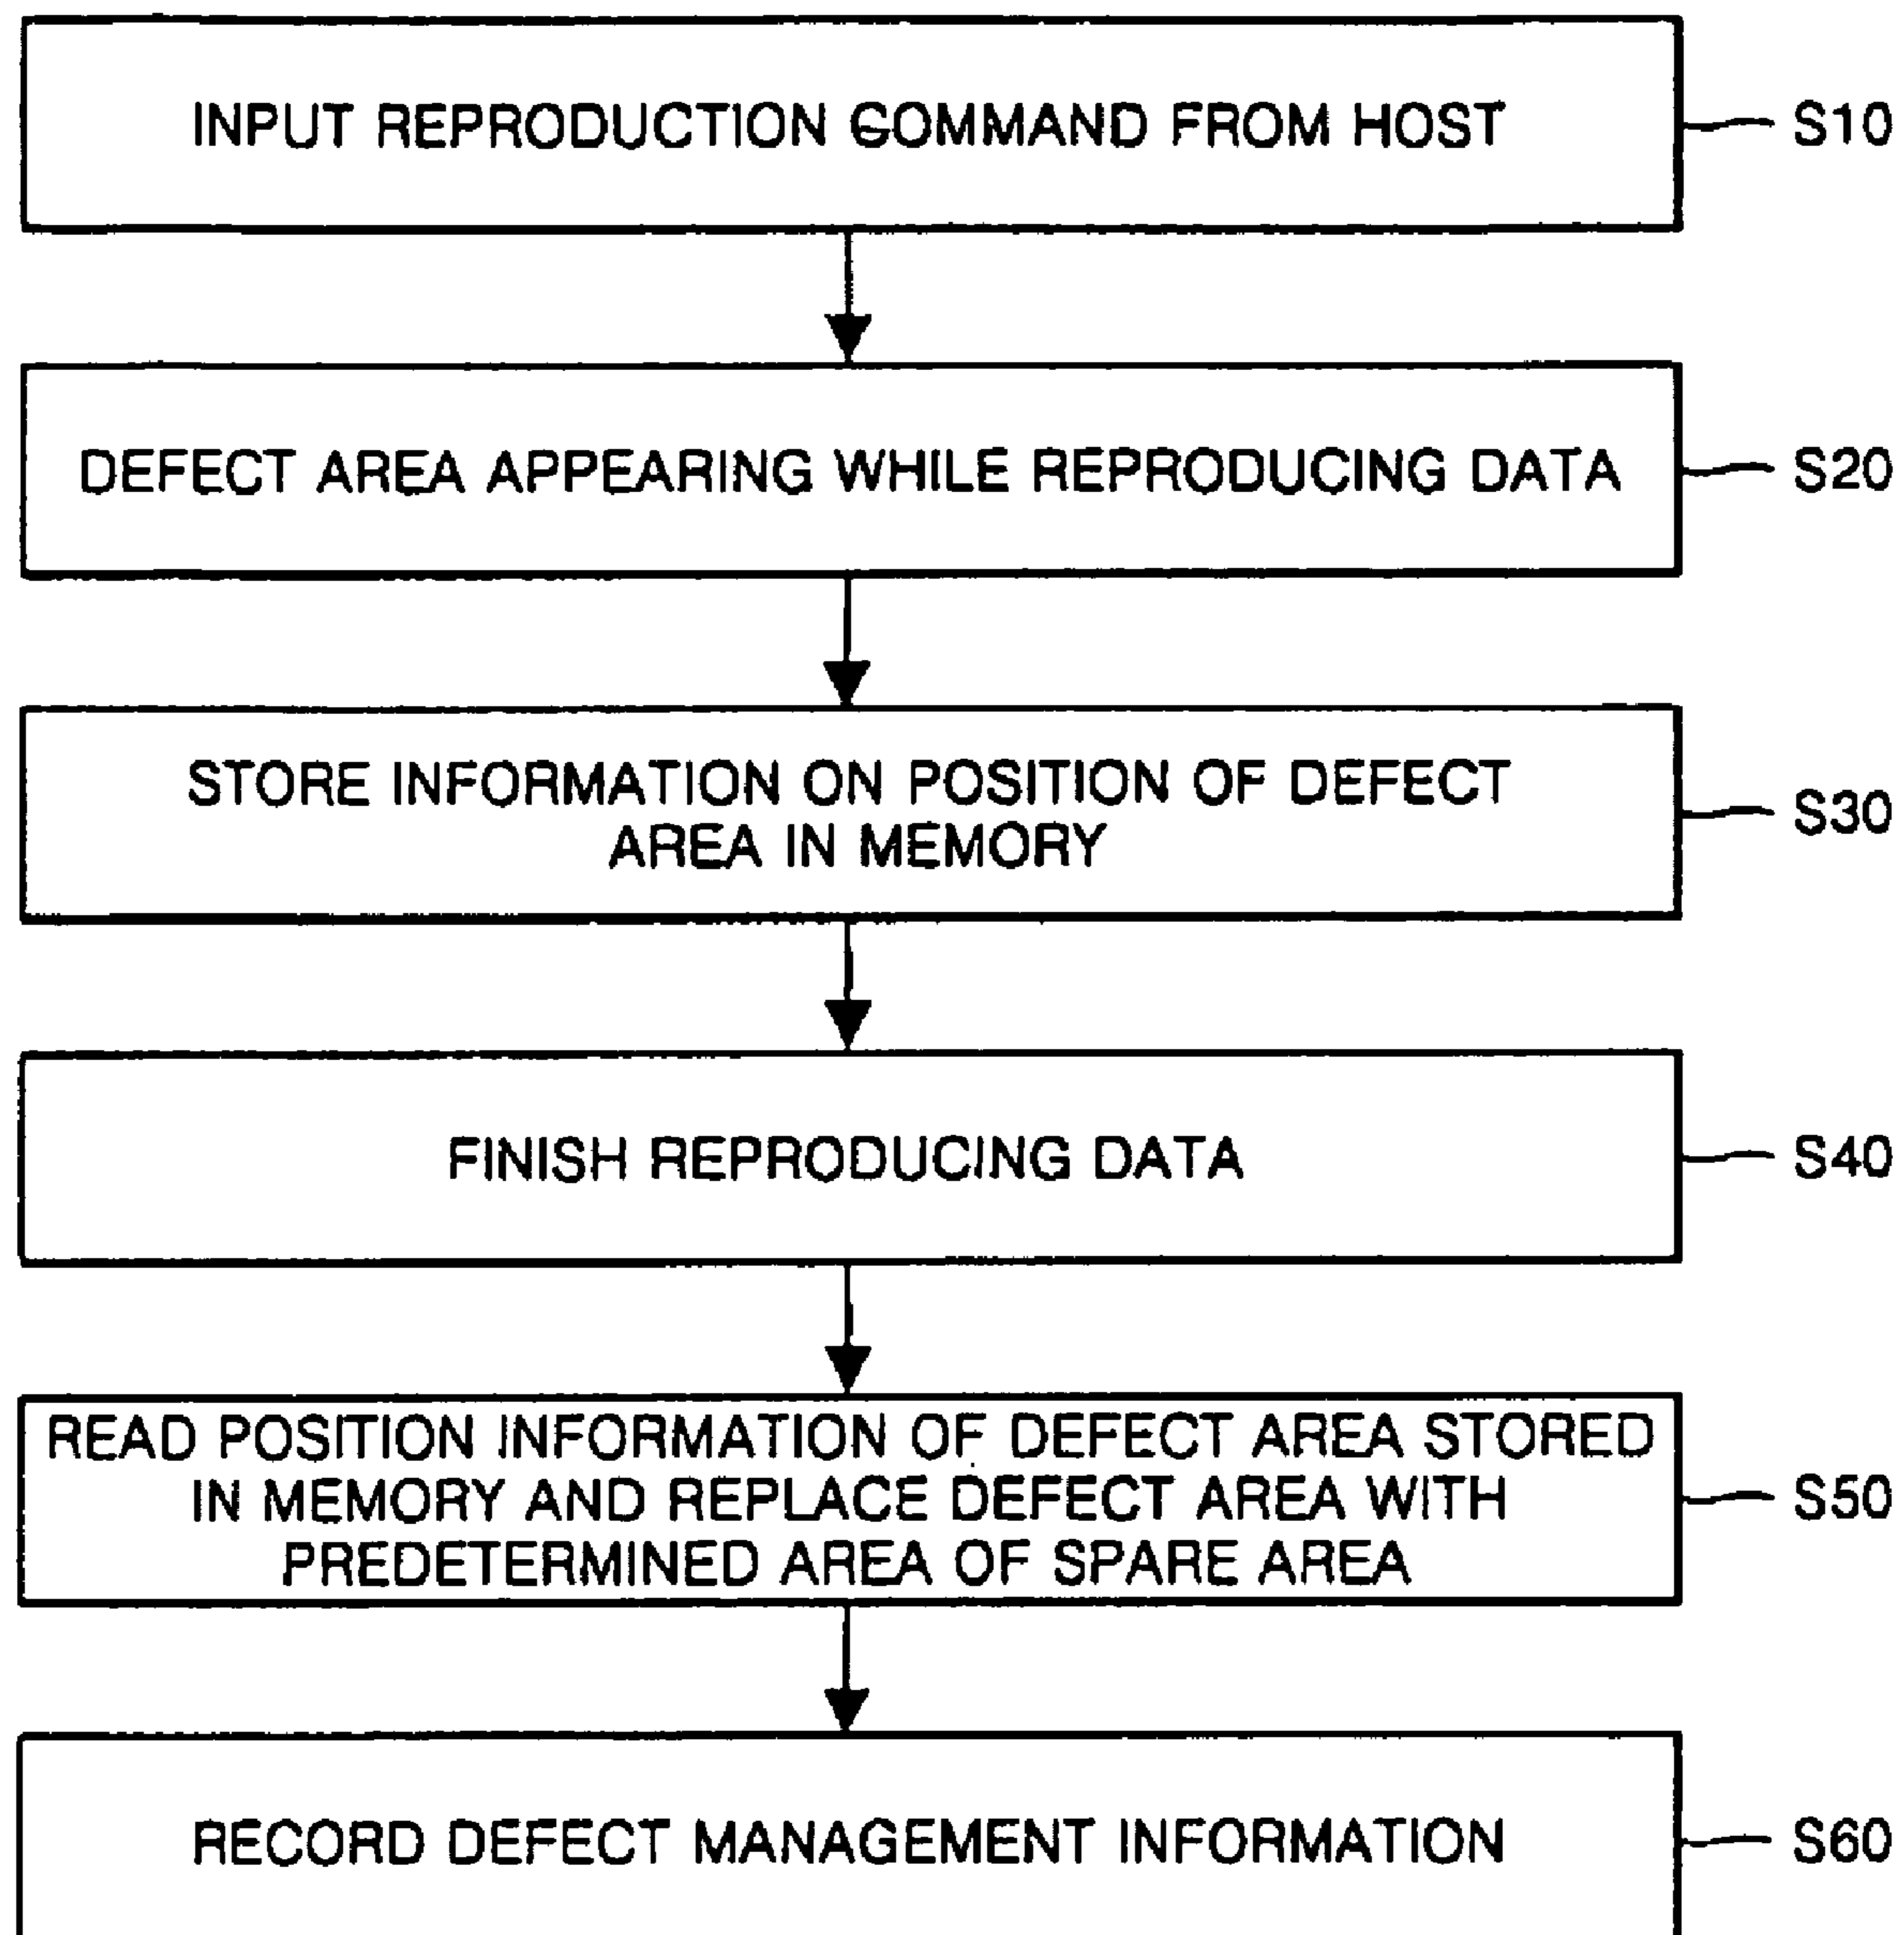 INPUT REPRODUCTION COMMAND FROM HOST
S10
DEFECT AREA APPEARING WHILE REPRODUCING DATA
S20
STORE INFORMATION ON POSITION OF DEFECT
AREA IN MEMORY
S30
FINISH REPRODUCING DATA
S40
READ POSITION INFORMATION OF DEFECT AREA STORED
IN MEMORY AND REPLACE DEFECT AREA WITH
PREDETERMINED AREA OF SPARE AREA
S50
RECORD DEFECT MANAGEMENT INFORMATION
S60